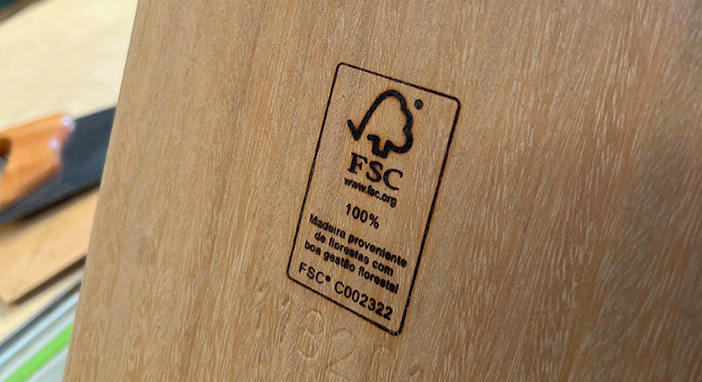 FSC
www.fsc.org
100%
Madeira proveniente
de florestas com
boa gestão florestal
FSC® C002322